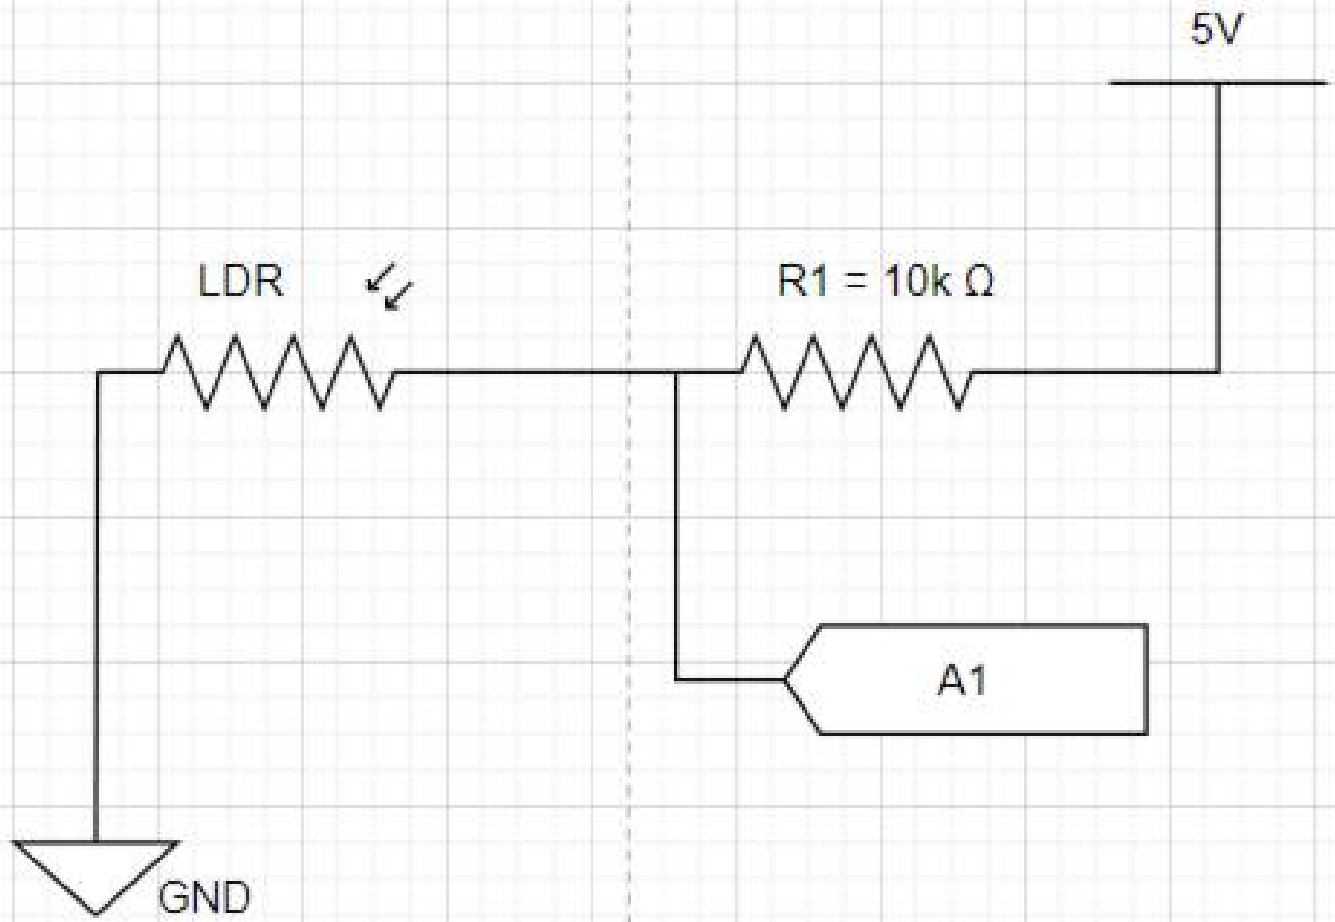 5V
LDR
R1 = 10k Ω
A1
GND